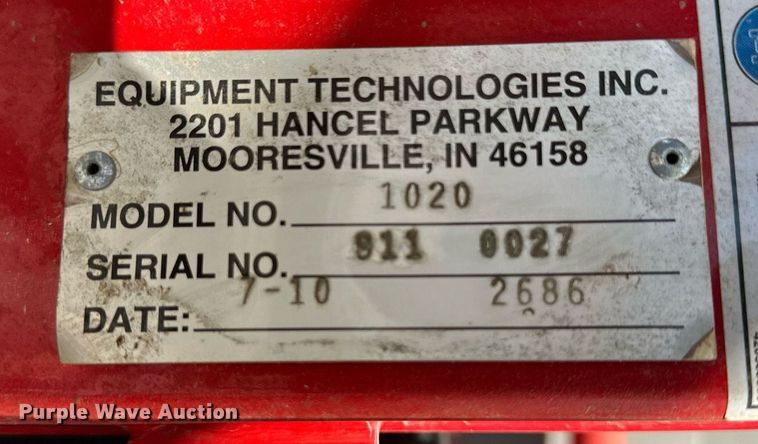 EQUIPMENT TECHNOLOGIES INC.
2201 HANCEL PARKWAY
MOORESVILLE, IN 46158
MODEL NO. 1020
SERIAL NO. 0027
DATE: 7-10 2686
Purple Wave Auction